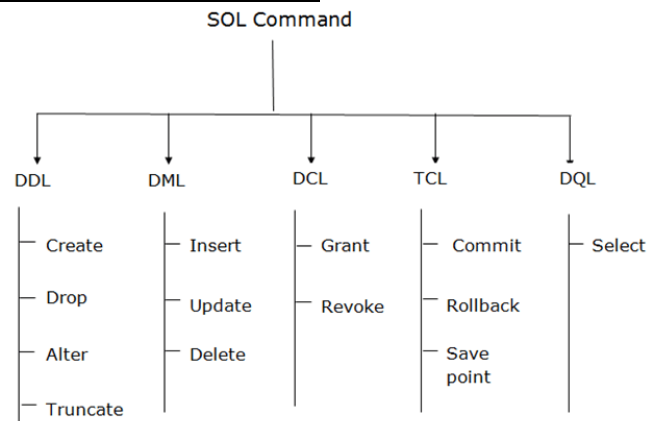 SOL Command
DDL
DML
DCL
TCL
DQL
Create
Insert
Grant
Commit
Select
Drop
Update
Revoke
Rollback
Alter
Delete
Save
point
Truncate